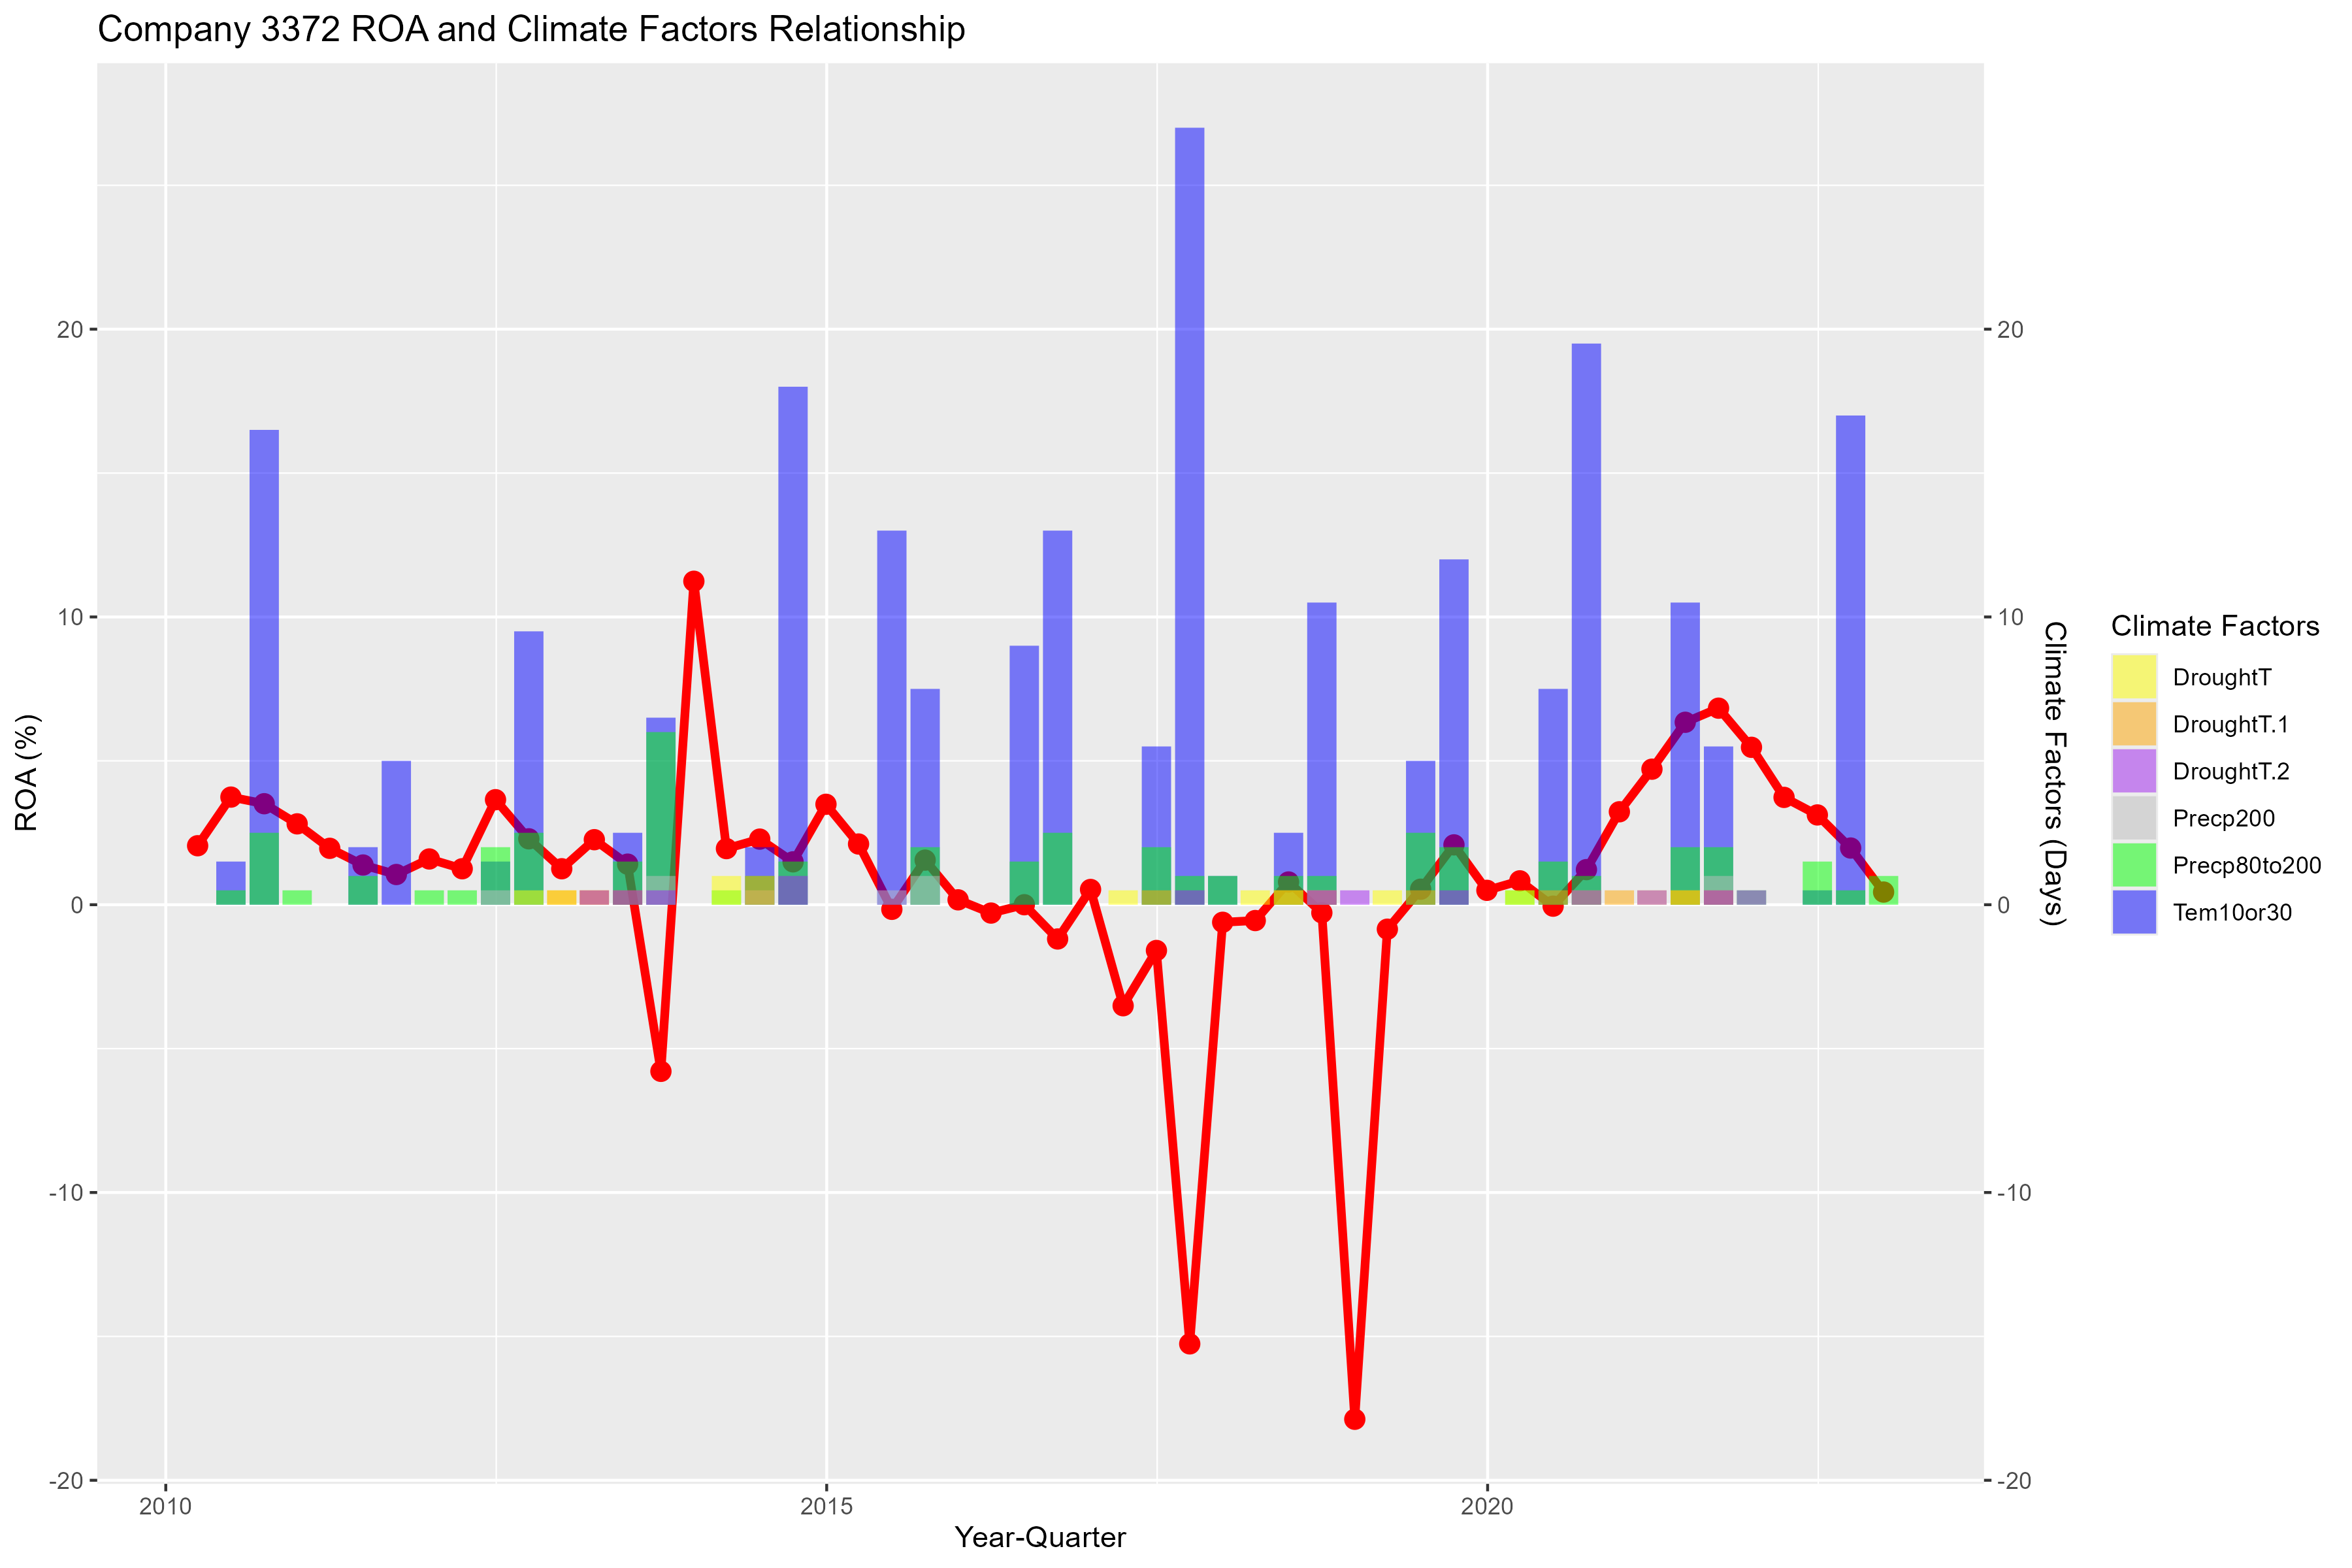 Company 3372 ROA and Climate Factors Relationship
20
10
0
-10
-20
ROA (%)
2010
2015
2020
Year-Quarter
20
10
0
-10
-20
Climate Factors (Days)
Climate Factors
DroughtT
DroughtT.1
DroughtT.2
Precp200
Precp80to200
Tem10or30